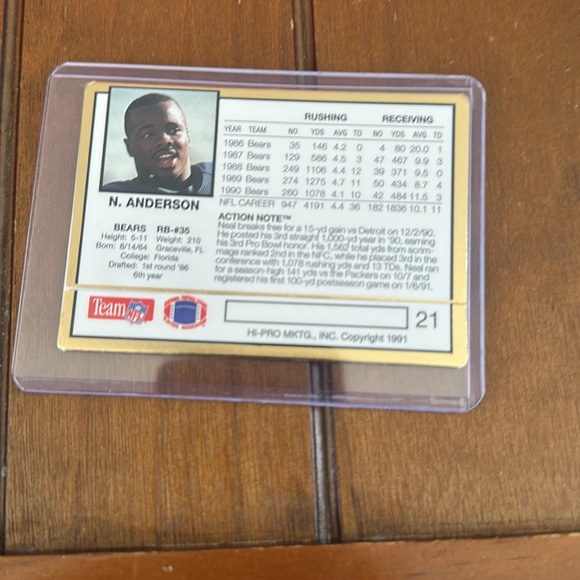 RUSHING RECEIVING
YEAR TEAM NO YDS AVG TD NO YDS AVG TD
1986 Bears 35 146 4.2 0 4 80 20.0 1
1987 Bears 129 586 4.5 3 47 467 9.9 3
1988 Bears 249 1106 4.4 12 39 371 9.5 0
1989 Bears 274 1275 4.7 11 50 434 8.7 4
1990 Bears 260 1078 4.1 10 42 484 11.5 3
NFL CAREER 947 4191 4.4 36 182 1836 10.1 11
N. ANDERSON
BEARS RB-#35
Height: 5-11 Weight: 210
Born: 8/14/64 Graceville, FL
College: Florida
Drafted: 1st round '86
6th year
ACTION NOTE™
Neal breaks free for a 15-yd gain vs Detroit on 12/2/90.
He posted his 3rd straight 1,000-yd year in '90, earning
his 3rd Pro Bowl honor. His 1,562 total yds from scrim-
mage ranked 2nd in the NFC, while he placed 3rd in the
conference with 1,078 rushing yds and 13 TDs. Neal ran
for a season-high 141 yds vs the Packers on 10/7 and
registered his first 100-yd postseason game on 1/6/91.
Team NFL
21
HI-PRO MKTG., INC. Copyright 1991